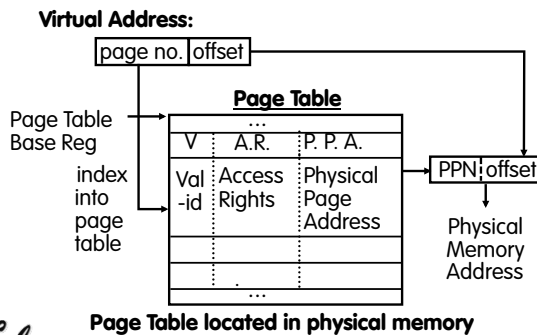 Virtual Address:
page no. offset
Page Table
Page Table
Base Reg
...
V A.R. P. P. A.
index
into
page
table
Val
-id
Access
Rights
Physical
Page
Address
PPN offset
Physical
Memory
Address
...
Page Table located in physical memory